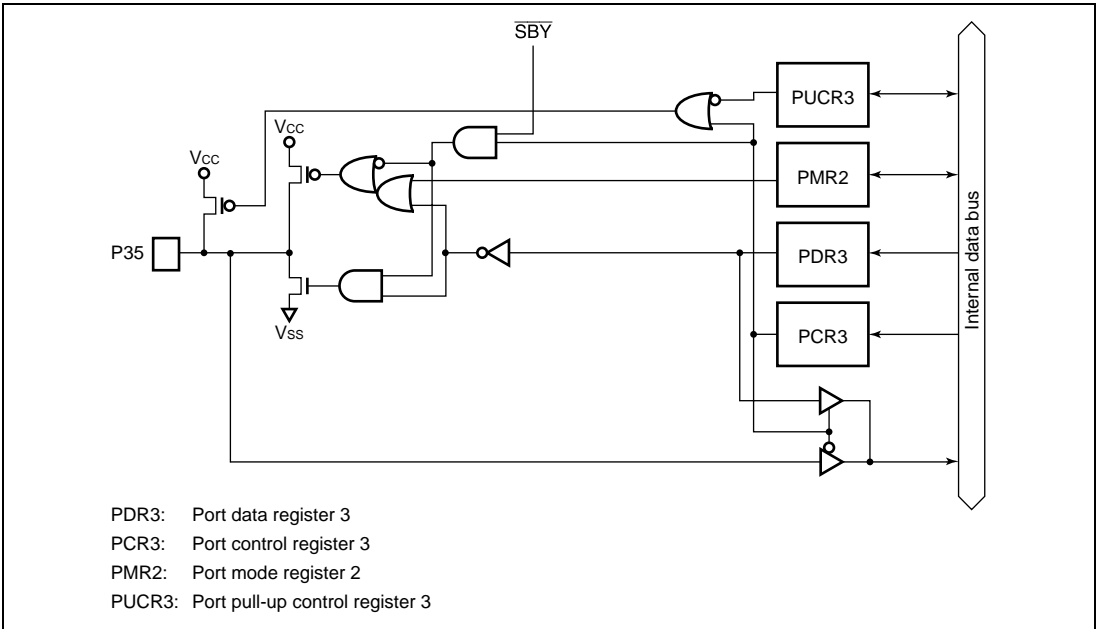 SBY
PUCR3
VCC
VCC
PMR2
P35
PDR3
VSS
PCR3
Internal data bus
PDR3: Port data register 3
PCR3: Port control register 3
PMR2: Port mode register 2
PUCR3: Port pull-up control register 3